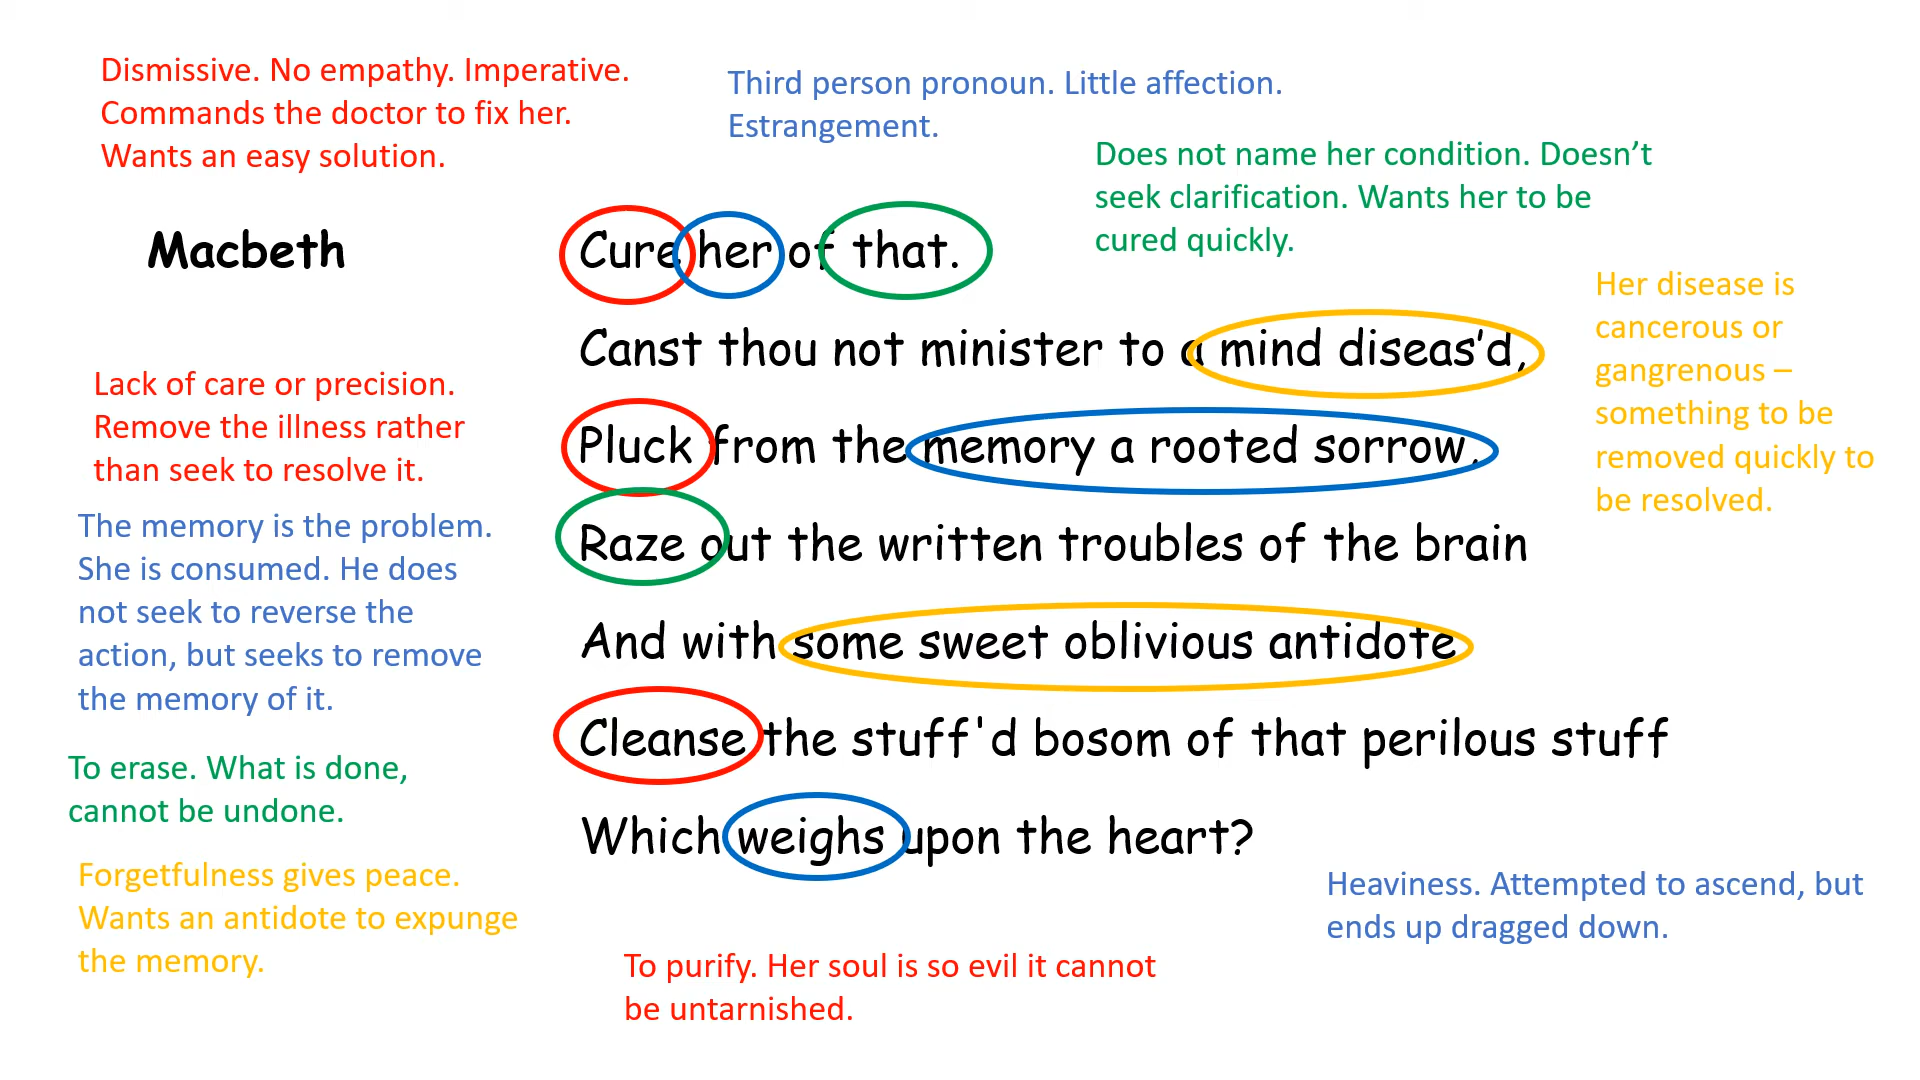 Dismissive. No empathy. Imperative.
Commands the doctor to fix her.
Wants an easy solution.
Third person pronoun. Little affection.
Estrangement.
Does not name her condition. Doesn’t
seek clarification. Wants her to be
cured quickly.
Macbeth
Cure her of that.
Canst thou not minister to a mind diseas’d,
Pluck from the memory a rooted sorrow,
Raze out the written troubles of the brain
And with some sweet oblivious antidote
Cleanse the stuff'd bosom of that perilous stuff
Which weighs upon the heart?
Her disease is
cancerous or
gangrenous –
something to be
removed quickly to
be resolved.
Lack of care or precision.
Remove the illness rather
than seek to resolve it.
The memory is the problem.
She is consumed. He does
not seek to reverse the
action, but seeks to remove
the memory of it.
To erase. What is done,
cannot be undone.
Forgetfulness gives peace.
Wants an antidote to expunge
the memory.
To purify. Her soul is so evil it cannot
be untarnished.
Heaviness. Attempted to ascend, but
ends up dragged down.